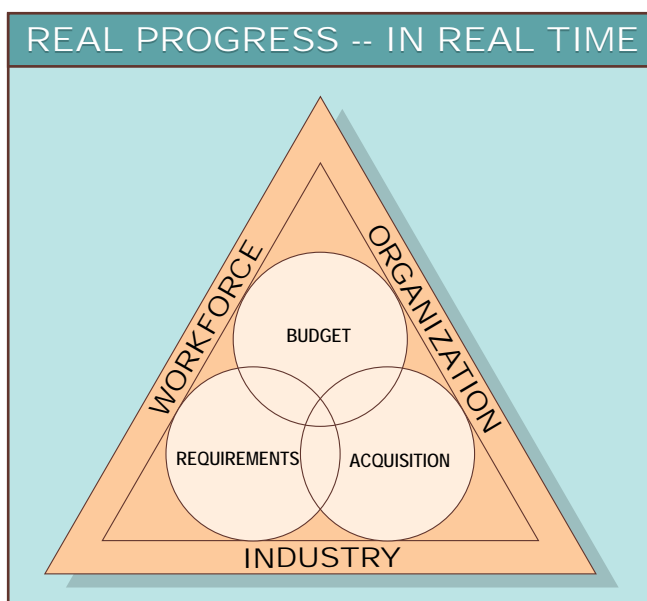 REAL PROGRESS -- IN REAL TIME
WORKFORCE
ORGANIZATION
BUDGET
REQUIREMENTS
ACQUISITION
INDUSTRY